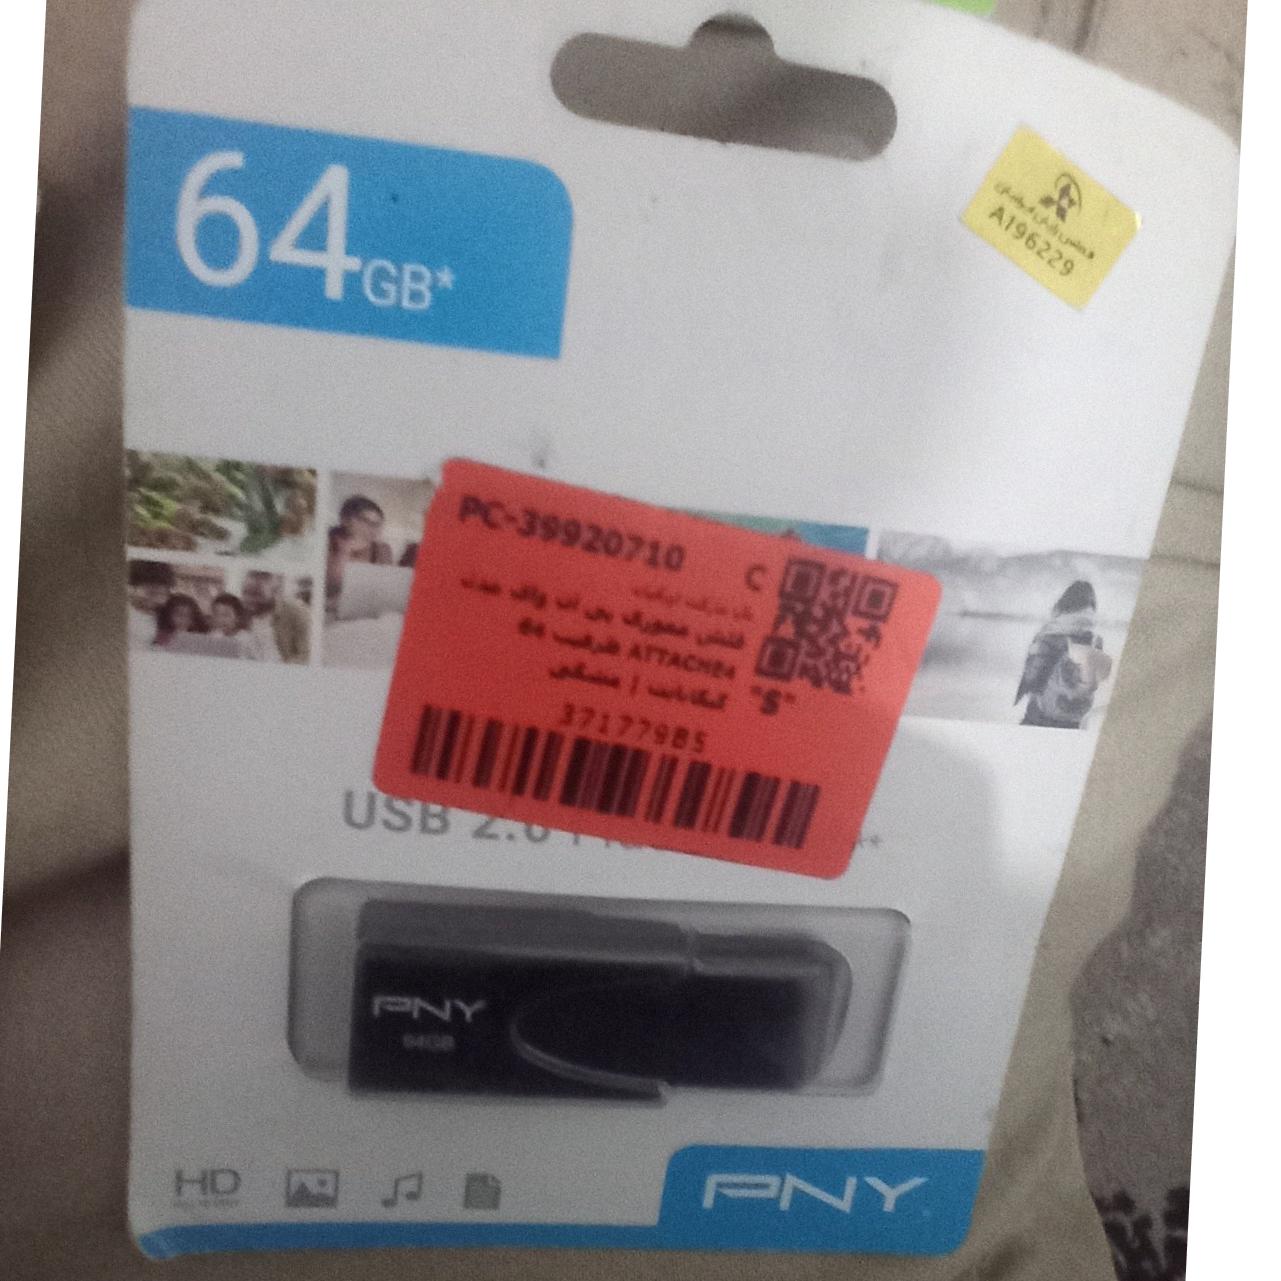 64GB*
A196229
PC-39920710
C
فلش مموری پی ان وای مدل
ATTACHE4 ظرفیت 64
گیگابایت | مشکی
"S"
37177985
USB 2.0
PNY
64GB
HD
PNY